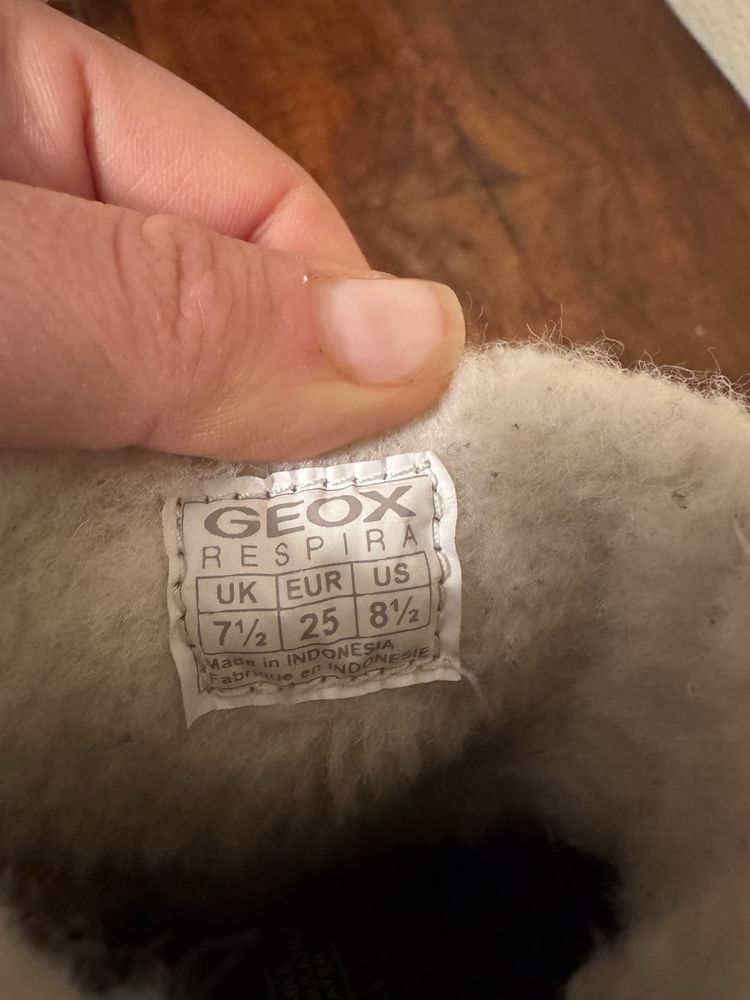 GEOX
RESPIRA
UK EUR US
7½ 25 8½
Made in INDONESIA
Fabriqué en INDONESIE